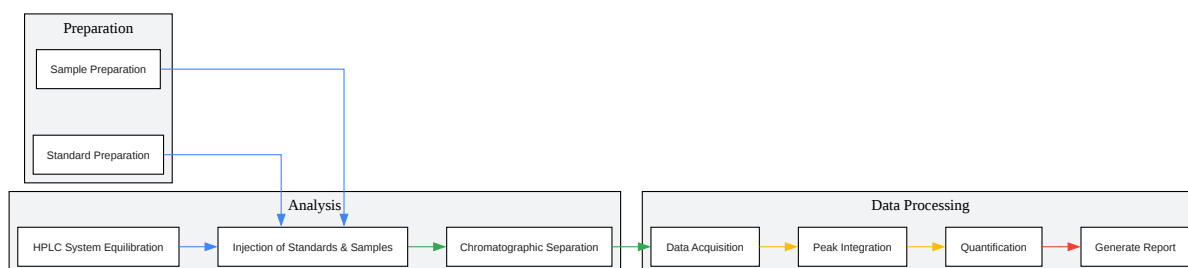 Preparation
Sample Preparation
Standard Preparation
Analysis
HPLC System Equilibration
Injection of Standards & Samples
Chromatographic Separation
Data Processing
Data Acquisition
Peak Integration
Quantification
Generate Report